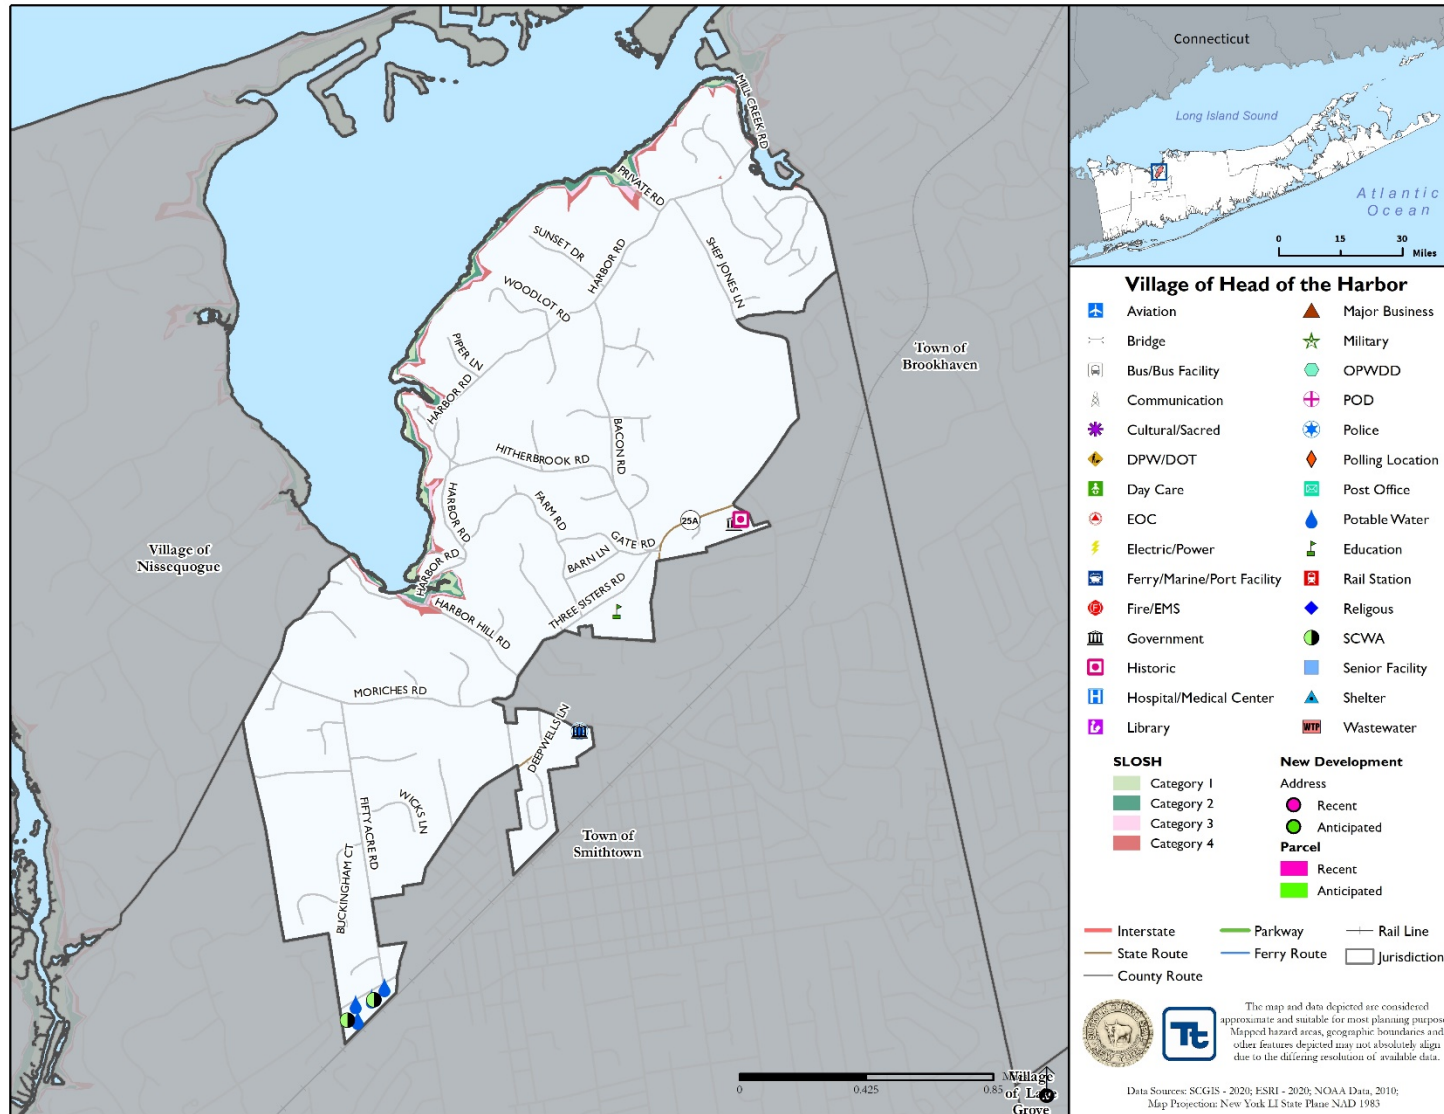 MILL CREEK RD
PRIVATE RD
SUNSET DR
HARBOR RD
SHEP JONES LN
WOODLOT RD
PIPER LN
HARBOR RD
BACON RD
HITHERBROOK RD
HARBOR RD
FARM RD
25A
GATE RD
BARN LN
HARBOR RD
THREE SISTERS RD
HARBOR HILL RD
MORICHES RD
DEEPWELLS LN
FIFTY ACRE RD
WICKS LN
BUCKINGHAM CT
Town of
Brookhaven
Village of
Nissequogue
Town of
Smithtown
Village
of Lake
Grove
0
0.425
0.85
Connecticut
Long Island Sound
Atlantic
Ocean
0
15
30
Miles
Village of Head of the Harbor
Aviation
Bridge
Bus/Bus Facility
Communication
Cultural/Sacred
DPW/DOT
Day Care
EOC
Electric/Power
Ferry/Marine/Port Facility
Fire/EMS
Government
Historic
Hospital/Medical Center
Library
Major Business
Military
OPWDD
POD
Police
Polling Location
Post Office
Potable Water
Education
Rail Station
Religous
SCWA
Senior Facility
Shelter
WTP Wastewater
SLOSH
Category 1
Category 2
Category 3
Category 4
New Development
Address
Recent
Anticipated
Parcel
Recent
Anticipated
Interstate
State Route
County Route
Parkway
Ferry Route
Rail Line
Jurisdiction
Tt
The map and data depicted are considered
approximate and suitable for most planning purpose
Mapped hazard areas, geographic boundaries and
other features depicted may not absolutely align
due to the differing resolution of available data.
Data Sources: SCGIS - 2020; ESRI - 2020; NOAA Data, 2010;
Map Projection: New York LI State Plane NAD 1983